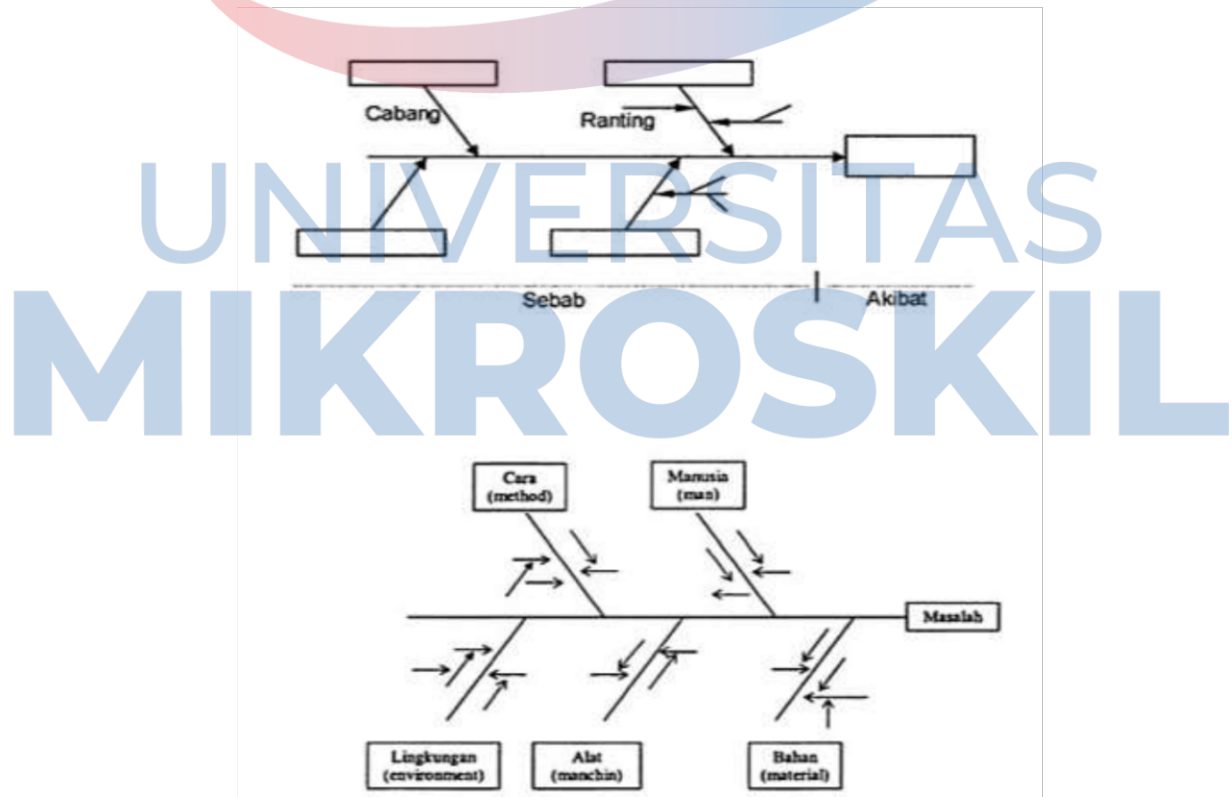 Cabang
Ranting
UNIVERSITAS
Sebab
Akibat
MIKROSKIL
Cara
(method)
Manusia
(man)
Masalah
Lingkungan
(environment)
Alat
(manchin)
Bahan
(material)